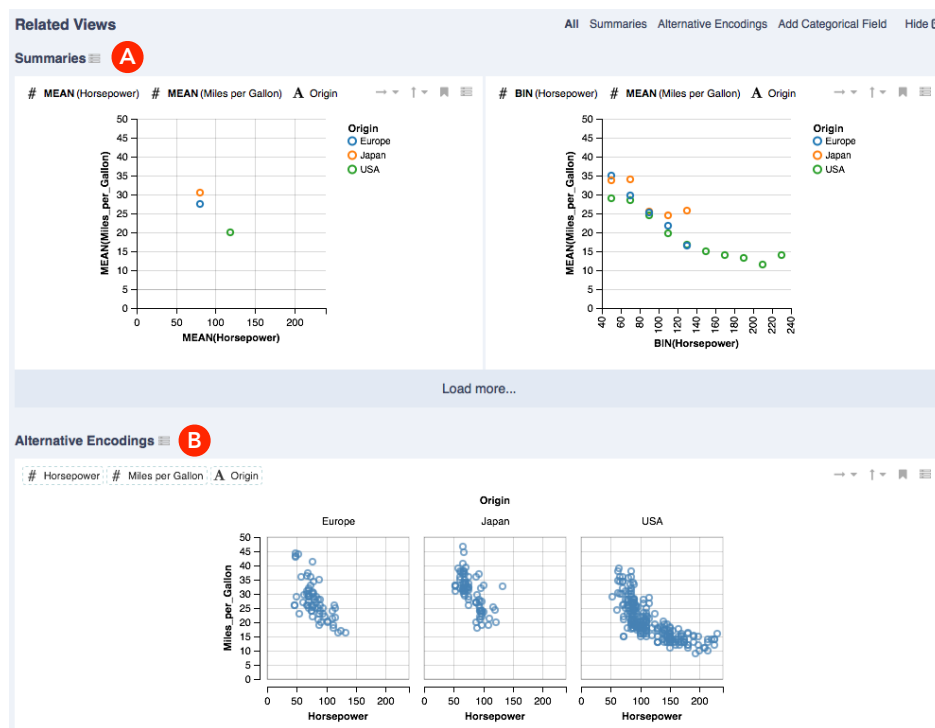 Related Views
All Summaries Alternative Encodings Add Categorical Field Hide
Summaries A
# MEAN (Horsepower) # MEAN (Miles per Gallon) A Origin
50
45
40
35
30
25
20
15
10
5
0
MEAN(Miles_per_Gallon)
0 50 100 150 200
MEAN(Horsepower)
Origin
Europe
Japan
USA
# BIN (Horsepower) # MEAN (Miles per Gallon) A Origin
50
45
40
35
30
25
20
15
10
5
0
MEAN(Miles_per_Gallon)
40 60 80 100 120 140 160 180 200 220 240
BIN(Horsepower)
Origin
Europe
Japan
USA
Load more...
Alternative Encodings B
# Horsepower # Miles per Gallon A Origin
Origin
Europe Japan USA
50
45
40
35
30
25
20
15
10
5
0
Miles_per_Gallon
0 50 100 150 200 0 50 100 150 200 0 50 100 150 200
Horsepower Horsepower Horsepower